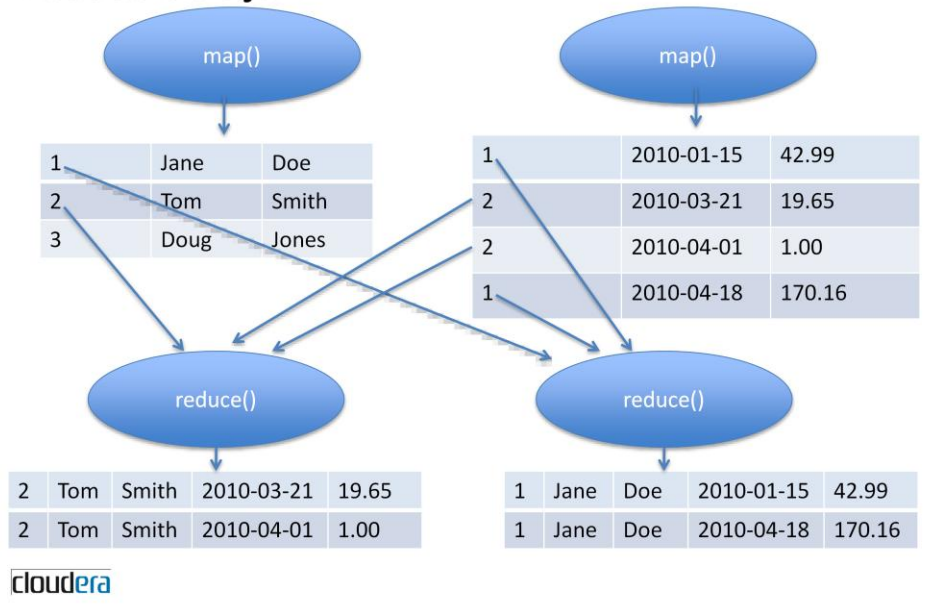 map()
map()
1 Jane Doe
2 Tom Smith
3 Doug Jones
1 2010-01-15 42.99
2 2010-03-21 19.65
2 2010-04-01 1.00
1 2010-04-18 170.16
reduce()
reduce()
2 Tom Smith 2010-03-21 19.65
2 Tom Smith 2010-04-01 1.00
1 Jane Doe 2010-01-15 42.99
1 Jane Doe 2010-04-18 170.16
cloudera